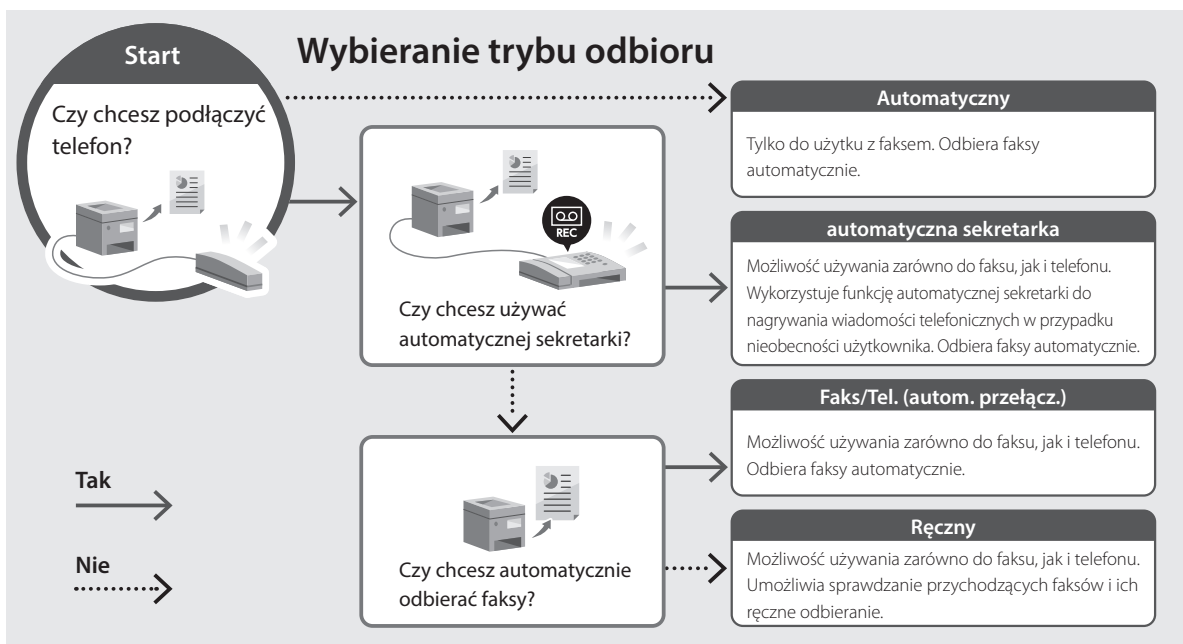 Wybieranie trybu odbioru
Start
Czy chcesz podłączyć
telefon?
REC
Czy chcesz używać
automatycznej sekretarki?
Czy chcesz automatycznie
odbierać faksy?
Automatyczny
Tylko do użytku z faksem. Odbiera faksy
automatycznie.
automatyczna sekretarka
Możliwość używania zarówno do faksu, jak i telefonu.
Wykorzystuje funkcję automatycznej sekretarki do
nagrywania wiadomości telefonicznych w przypadku
nieobecności użytkownika. Odbiera faksy automatycznie.
Faks/Tel. (autom. przełącz.)
Możliwość używania zarówno do faksu, jak i telefonu.
Odbiera faksy automatycznie.
Ręczny
Możliwość używania zarówno do faksu, jak i telefonu.
Umożliwia sprawdzanie przychodzących faksów i ich
ręczne odbieranie.
Tak
Nie